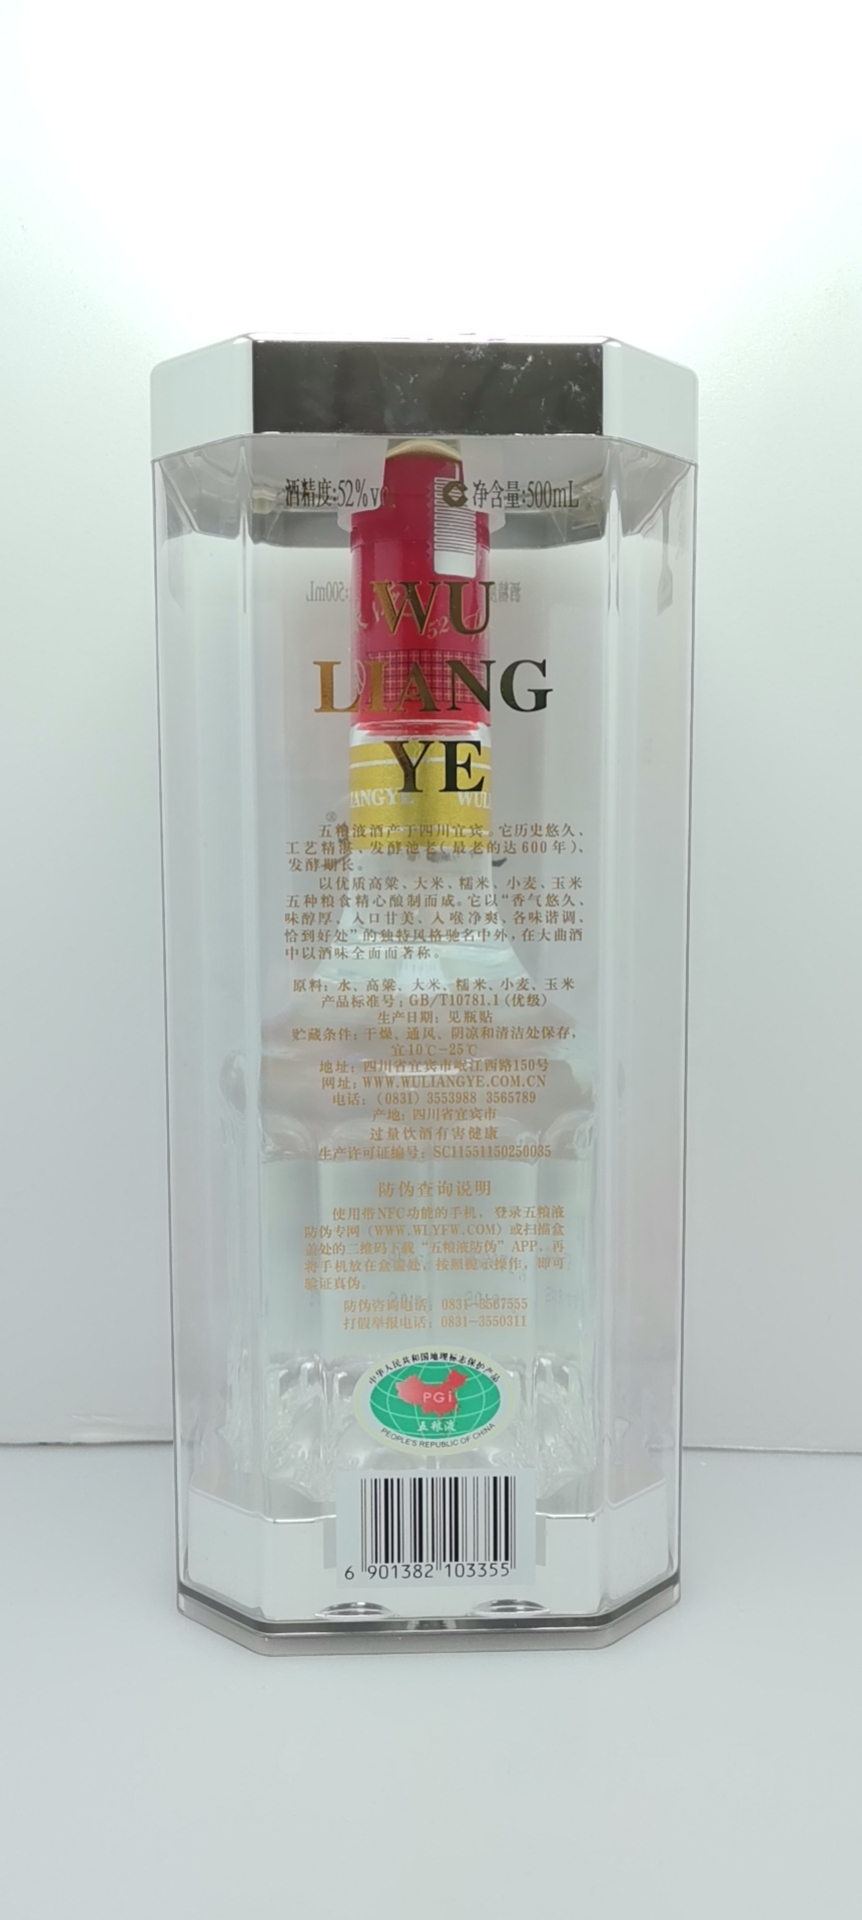 酒精度:52%vol
净含量:500mL
WU
LIANG
YE
ANGYE WUL
五粮液酒产于四川宜宾。它历史悠久、
工艺精湛、发酵池老(最老的达600年)、
发酵期长。
以优质高粱、大米、糯米、小麦、玉米
五种粮食精心酿制而成。它以“香气悠久、
味醇厚、入口甘美、入喉净爽、各味谐调、
恰到好处”的独特风格驰名中外,在大曲酒
中以酒味全面而著称。
原料：水、高粱、大米、糯米、小麦、玉米
产品标准号：GB/T10781.1(优级)
生产日期：见瓶贴
贮藏条件：干燥、通风、阴凉和清洁处保存,
宜10℃-25℃
地址：四川省宜宾市岷江西路150号
网址：WWW.WULIANGYE.COM.CN
电话：(0831) 3553988 3565789
产地：四川省宜宾市
过量饮酒有害健康
生产许可证编号：SC11551150250035
防伪查询说明
使用带NFC功能的手机，登录五粮液
防伪专网（WWW.WLYFW.COM）或扫描盒
盖处的二维码下载“五粮液防伪”APP，再
将手机放在盒盖处，按照提示操作，即可
验证真伪。
防伪咨询电话：0831-3567555
打假举报电话：0831-3550311
中华人民共和国地理标志保护产品
PGi
五粮液
PEOPLE'S REPUBLIC OF CHINA
6 901382 103355